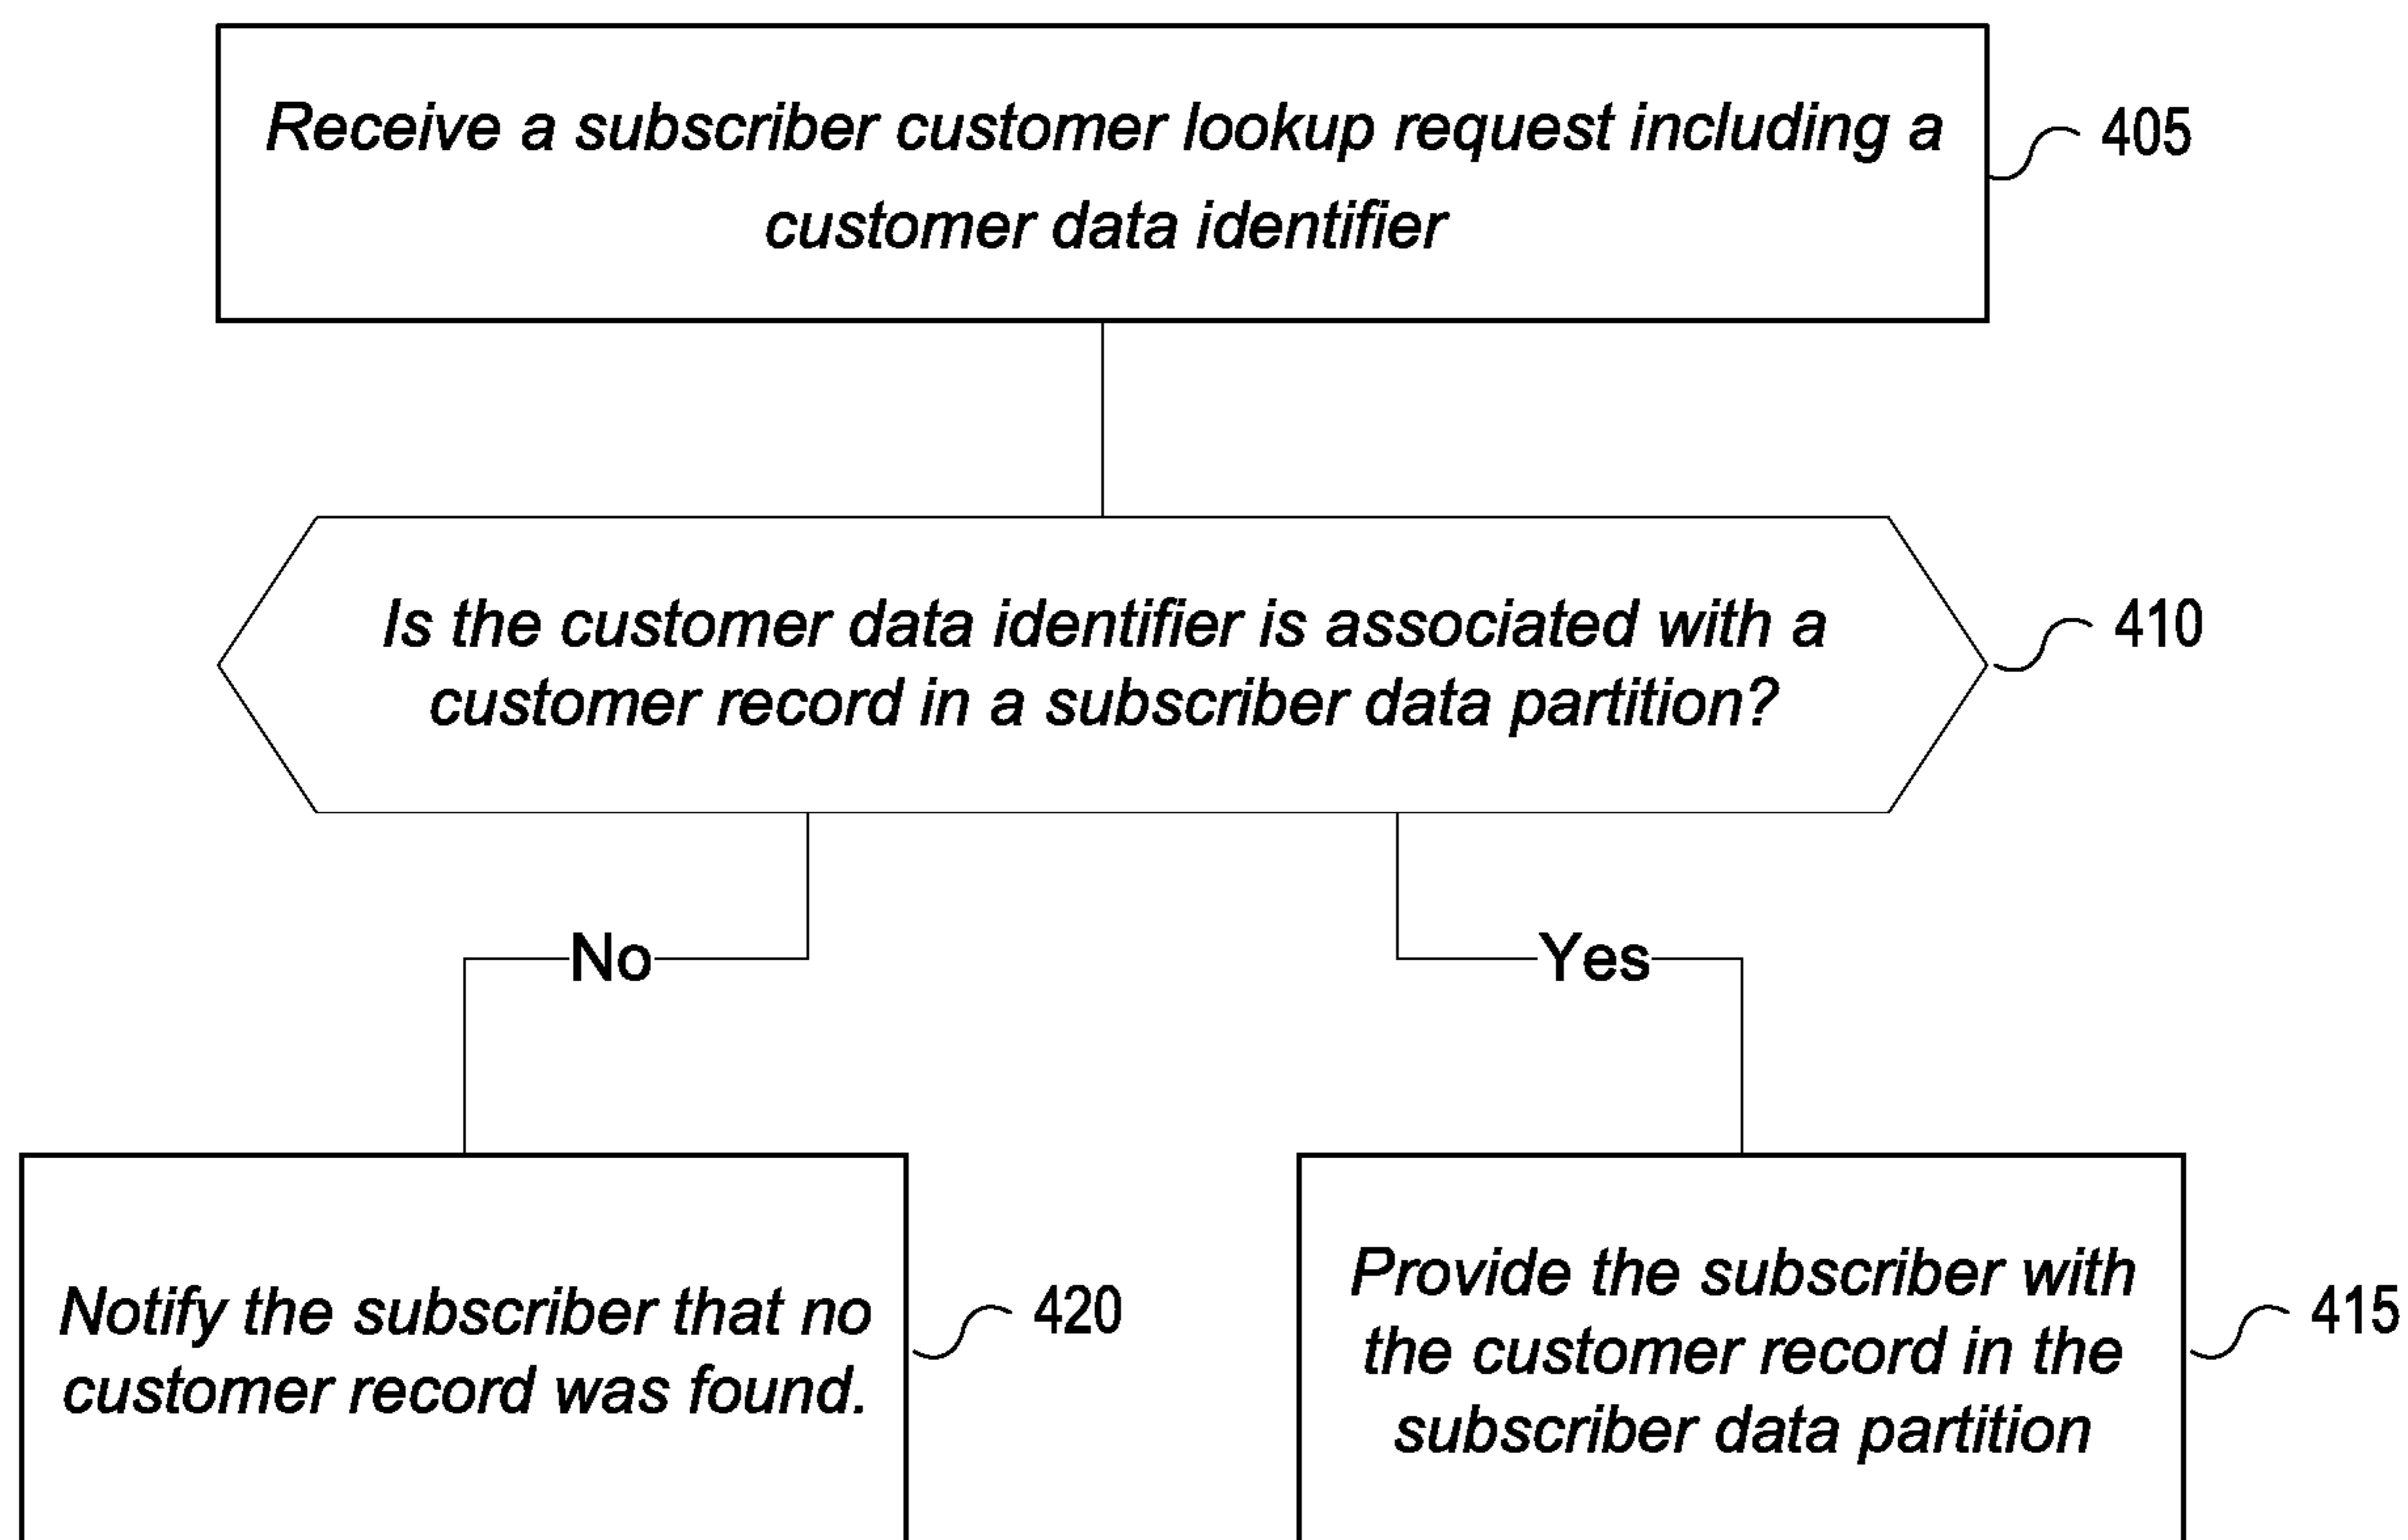 Receive a subscriber customer lookup request including a
customer data identifier
405
Is the customer data identifier is associated with a
customer record in a subscriber data partition?
410
No
Yes
Notify the subscriber that no
customer record was found.
420
Provide the subscriber with
the customer record in the
subscriber data partition
415